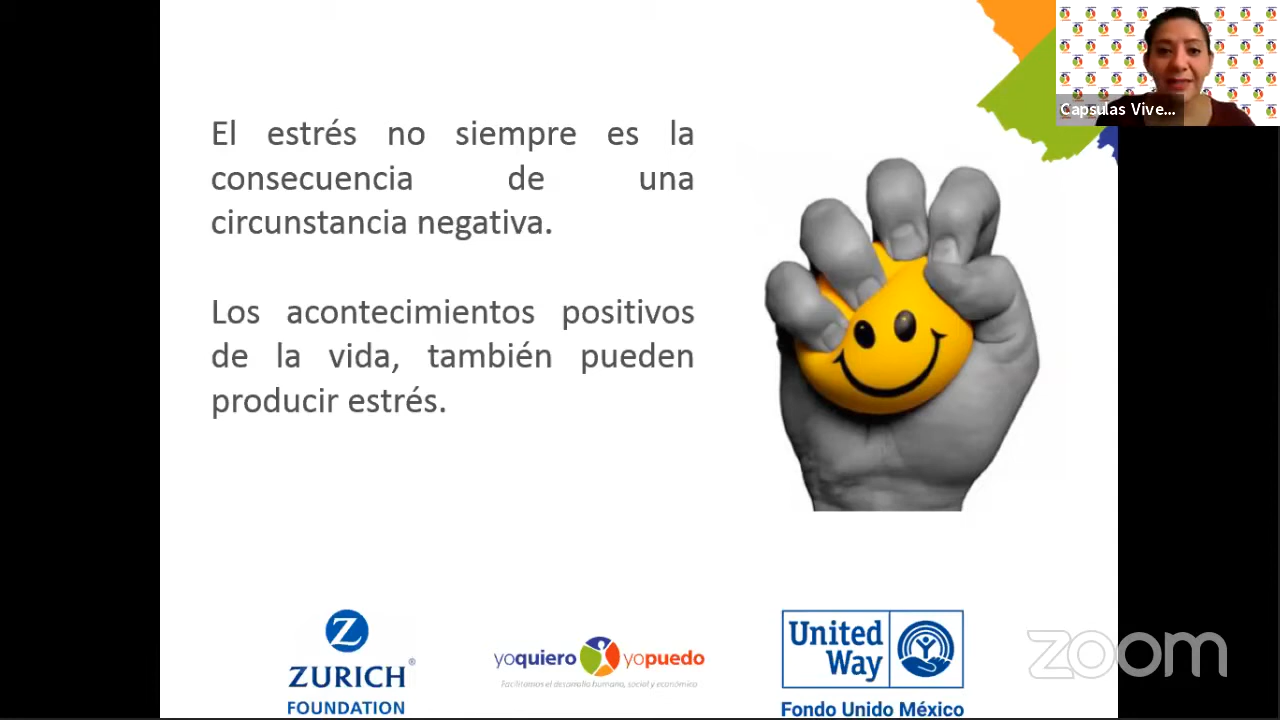 Capsulas Vive...
El estrés no siempre es la
consecuencia de una
circunstancia negativa.
Los acontecimientos positivos
de la vida, también pueden
producir estrés.
Z
ZURICH®
FOUNDATION
yoquiero yopuedo
Facilitamos el desarrollo humano, social y económico
United
Way
Fondo Unido México
zoom